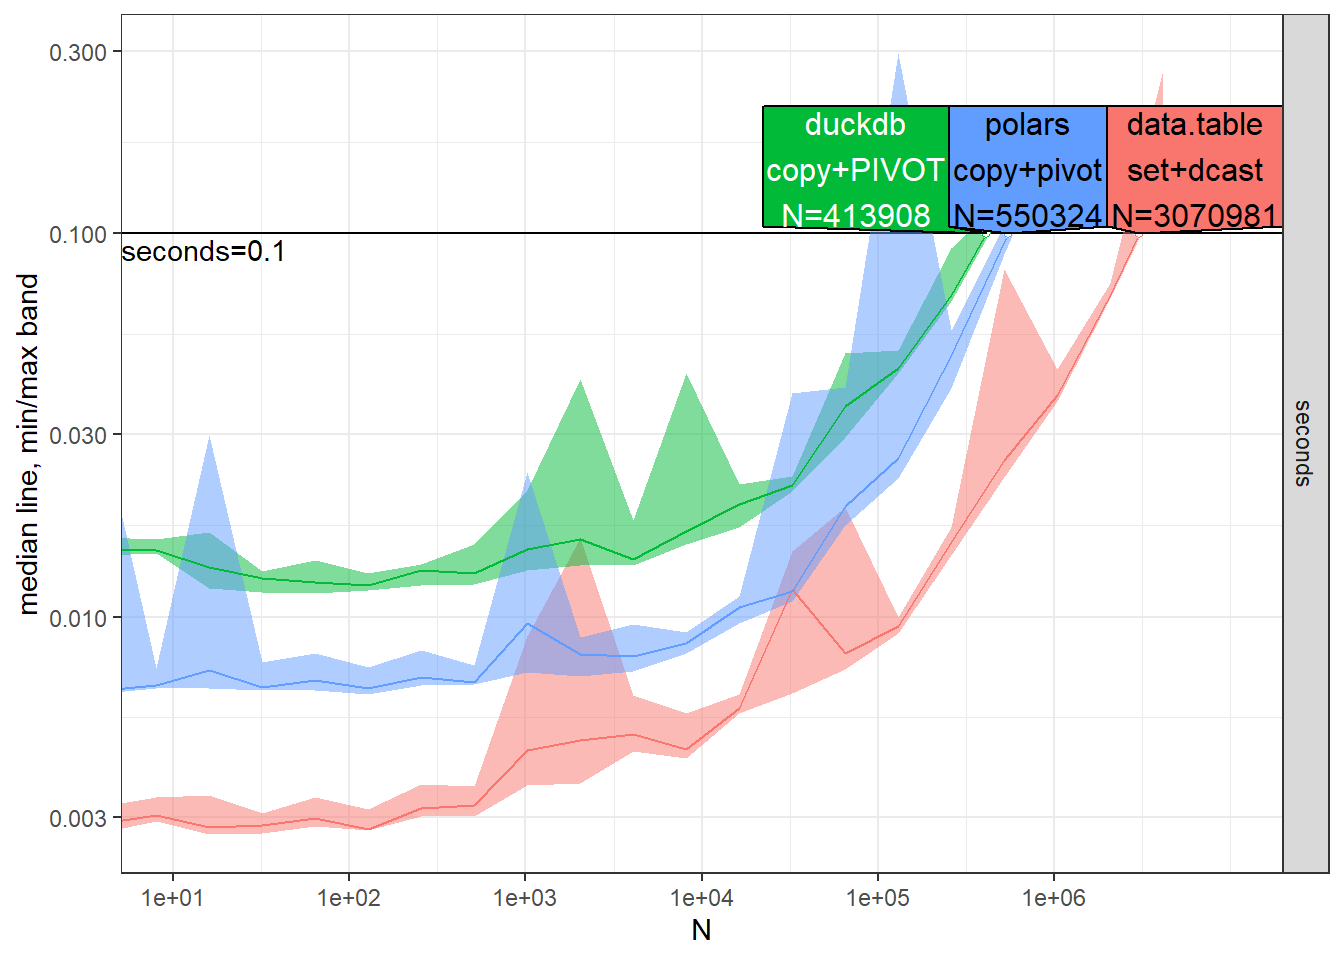 median line, min/max band
0.300
0.100
0.030
0.010
0.003
duckdb
copy+PIVOT
N=413908
polars
copy+pivot
N=550324
data.table
set+dcast
N=3070981
seconds=0.1
seconds
1e+01
1e+02
1e+03
1e+04
1e+05
1e+06
N